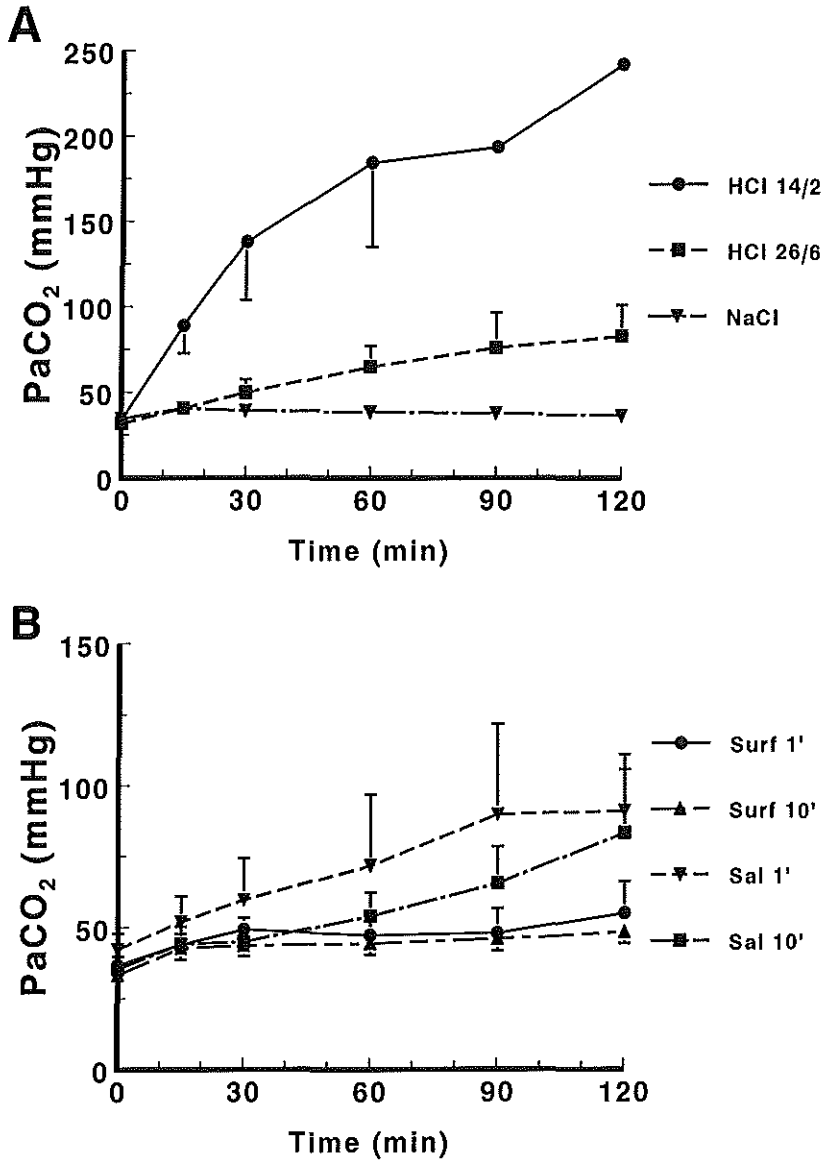 A
250
200
150
100
50
0
PaCO2 (mmHg)
0 30 60 90 120
Time (min)
HCl 14/2
HCl 26/6
NaCl
B
150
100
50
0
PaCO2 (mmHg)
0 30 60 90 120
Time (min)
Surf 1'
Surf 10'
Sal 1'
Sal 10'